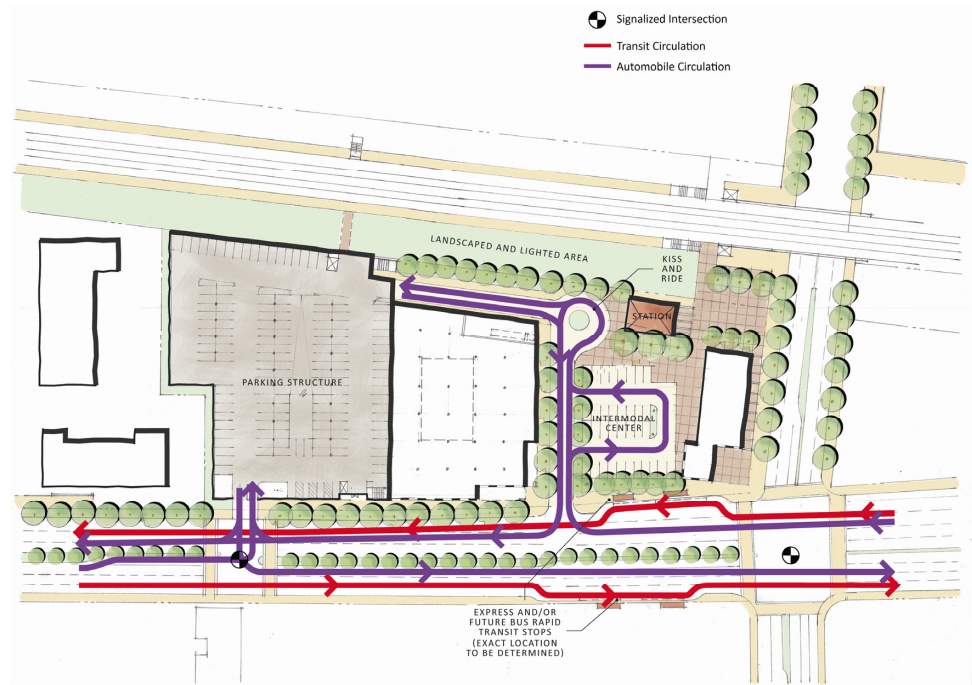 Signalized Intersection
Transit Circulation
Automobile Circulation
LANDSCAPED AND LIGHTED AREA
KISS
AND
RIDE
STATION
PARKING STRUCTURE
INTERMODAL
CENTER
EXPRESS AND/OR
FUTURE BUS RAPID
TRANSIT STOPS
(EXACT LOCATION
TO BE DETERMINED)